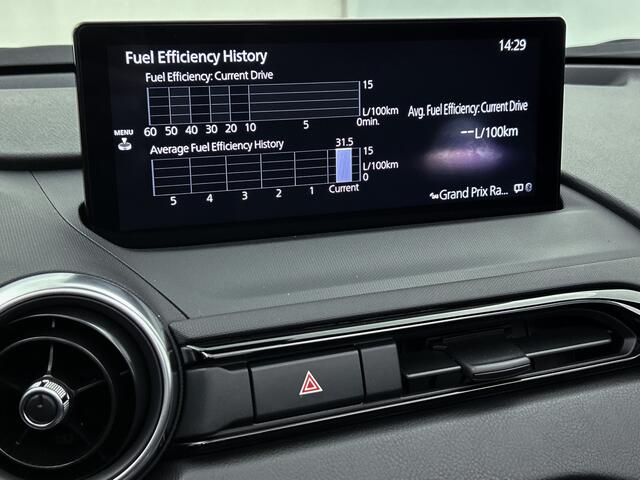 Fuel Efficiency History
14:29
Fuel Efficiency: Current Drive
15
L/100km
0min.
60 50 40 30 20 10 5
MENU
Avg. Fuel Efficiency: Current Drive
--L/100km
Average Fuel Efficiency History
31.5
15
L/100km
0
5 4 3 2 1 Current
Grand Prix Ra...